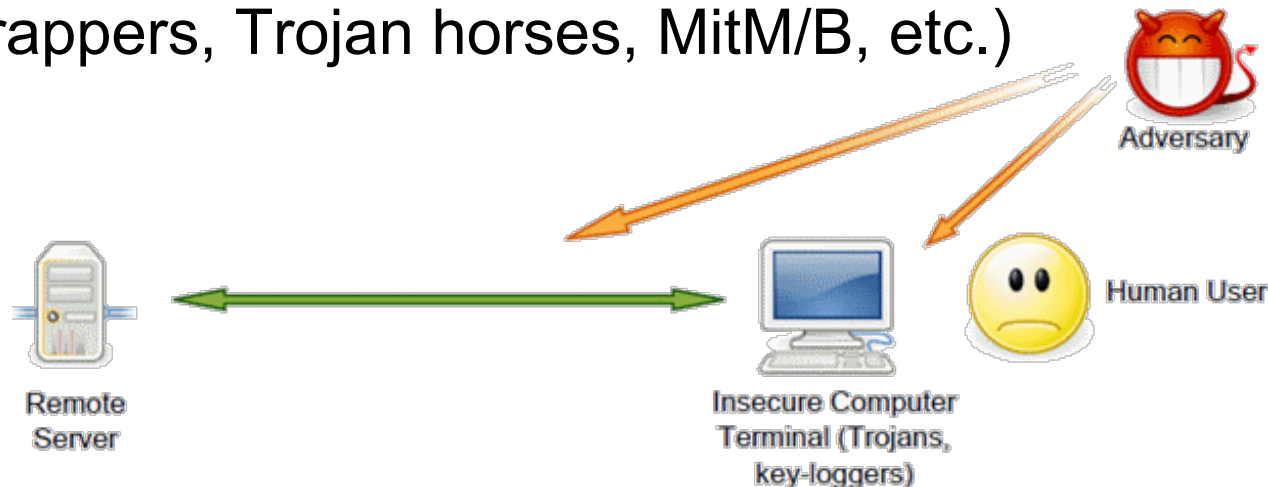 rappers, Trojan horses, MitM/B, etc.)
Adversary
Human User
Remote
Server
Insecure Computer
Terminal (Trojans,
key-loggers)